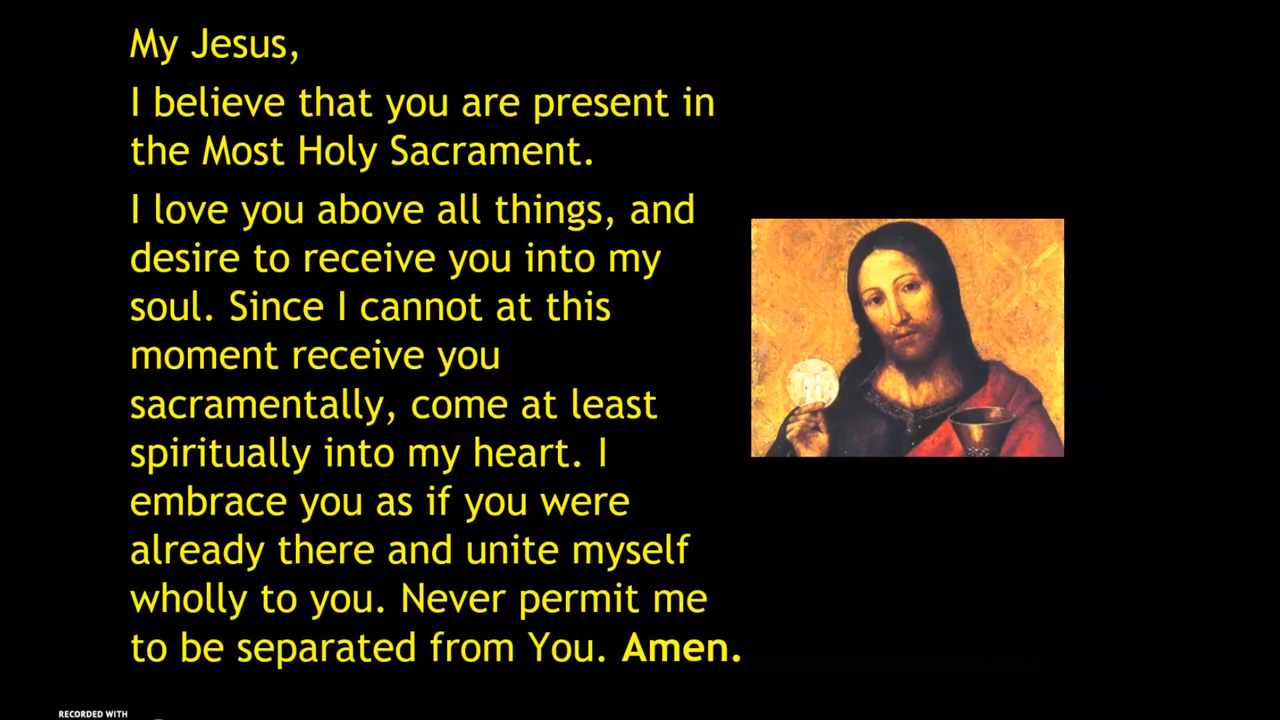 My Jesus,
I believe that you are present in
the Most Holy Sacrament.
I love you above all things, and
desire to receive you into my
soul. Since I cannot at this
moment receive you
sacramentally, come at least
spiritually into my heart. I
embrace you as if you were
already there and unite myself
wholly to you. Never permit me
to be separated from You. Amen.
RECORDED WITH